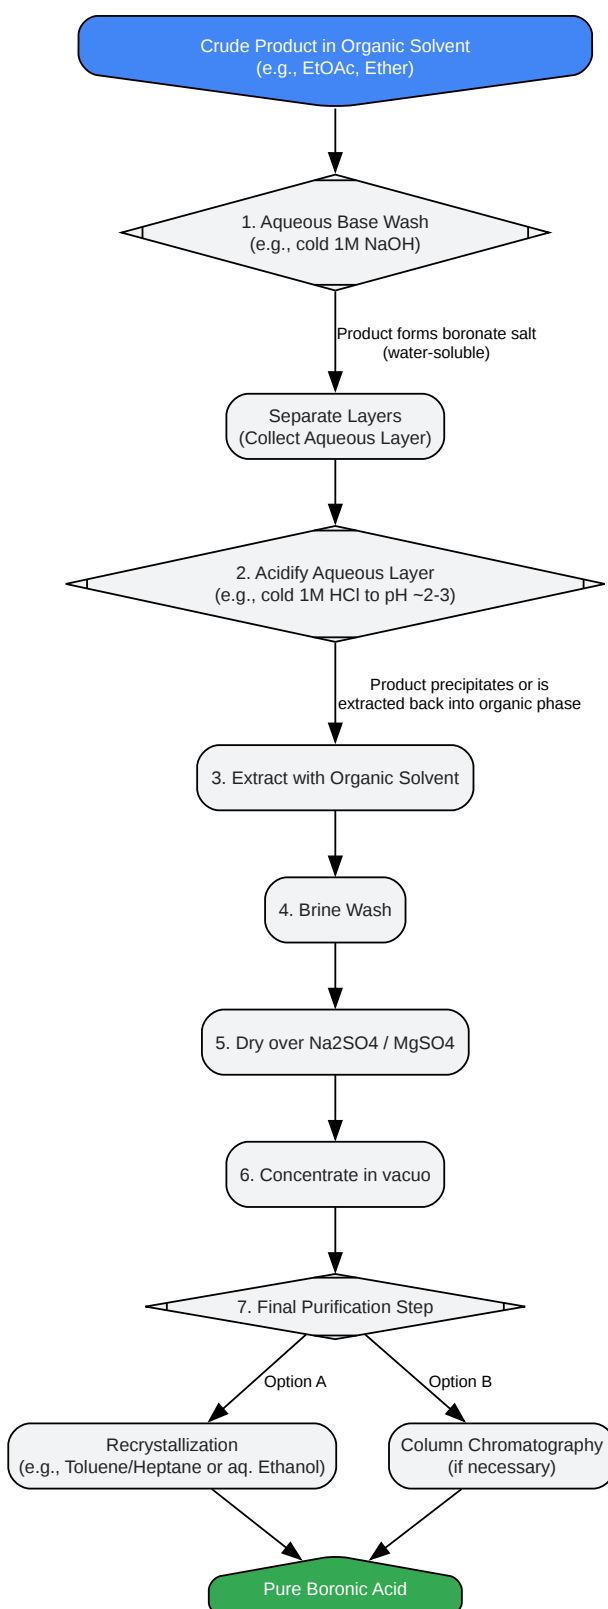 Crude Product in Organic Solvent
(e.g., EtOAc, Ether)
1. Aqueous Base Wash
(e.g., cold 1M NaOH)
Product forms boronate salt
(water-soluble)
Separate Layers
(Collect Aqueous Layer)
2. Acidify Aqueous Layer
(e.g., cold 1M HCl to pH ~2-3)
Product precipitates or is
extracted back into organic phase
3. Extract with Organic Solvent
4. Brine Wash
5. Dry over Na2SO4 / MgSO4
6. Concentrate in vacuo
7. Final Purification Step
Option A
Option B
Recrystallization
(e.g., Toluene/Heptane or aq. Ethanol)
Column Chromatography
(if necessary)
Pure Boronic Acid